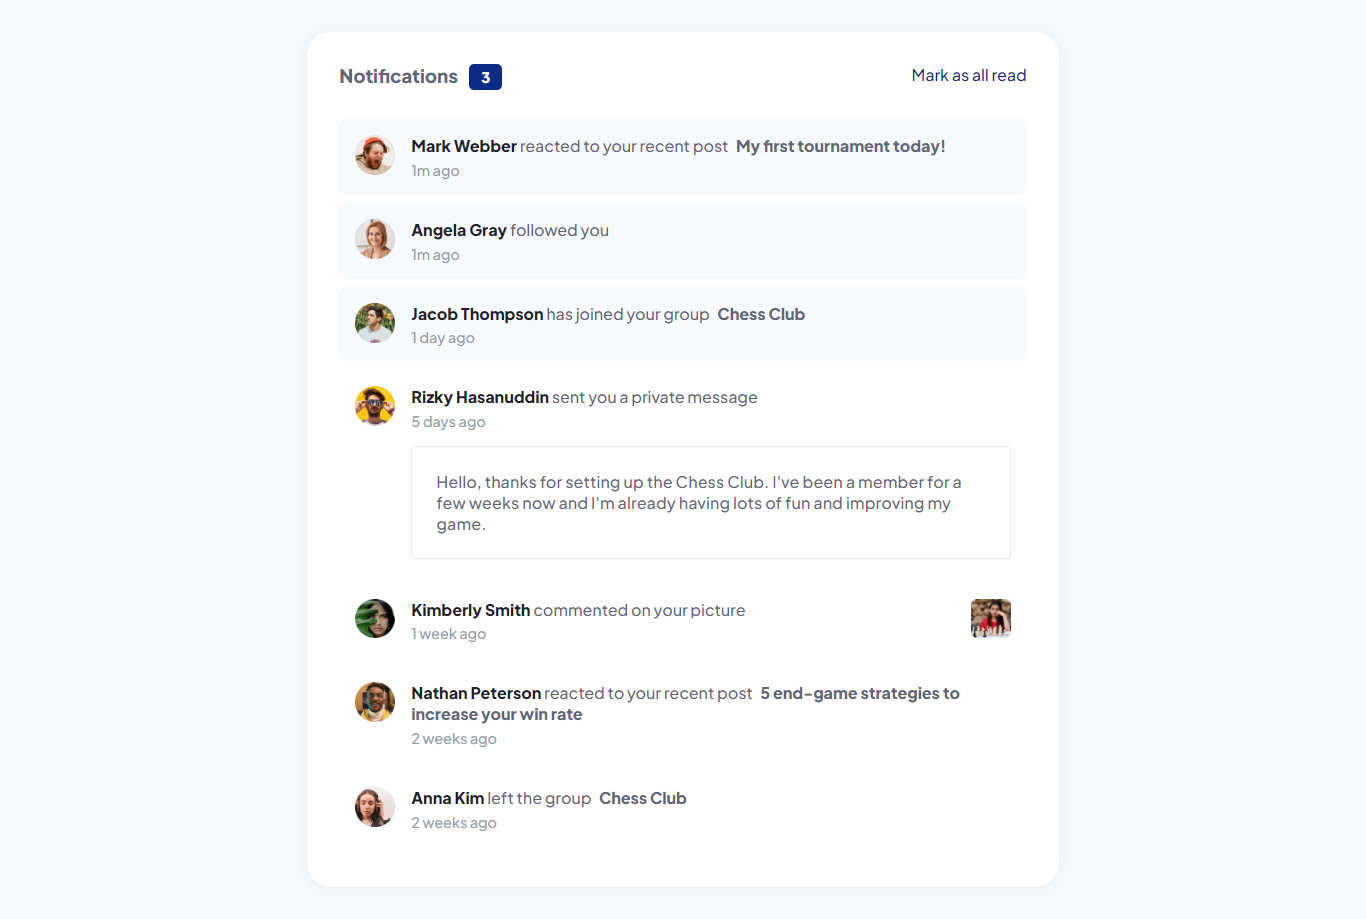 Notifications 3
Mark as all read
Mark Webber reacted to your recent post My first tournament today!
1m ago
Angela Gray followed you
1m ago
Jacob Thompson has joined your group Chess Club
1 day ago
Rizky Hasanuddin sent you a private message
5 days ago
Hello, thanks for setting up the Chess Club. I've been a member for a
few weeks now and I'm already having lots of fun and improving my
game.
Kimberly Smith commented on your picture
1 week ago
Nathan Peterson reacted to your recent post 5 end-game strategies to
increase your win rate
2 weeks ago
Anna Kim left the group Chess Club
2 weeks ago